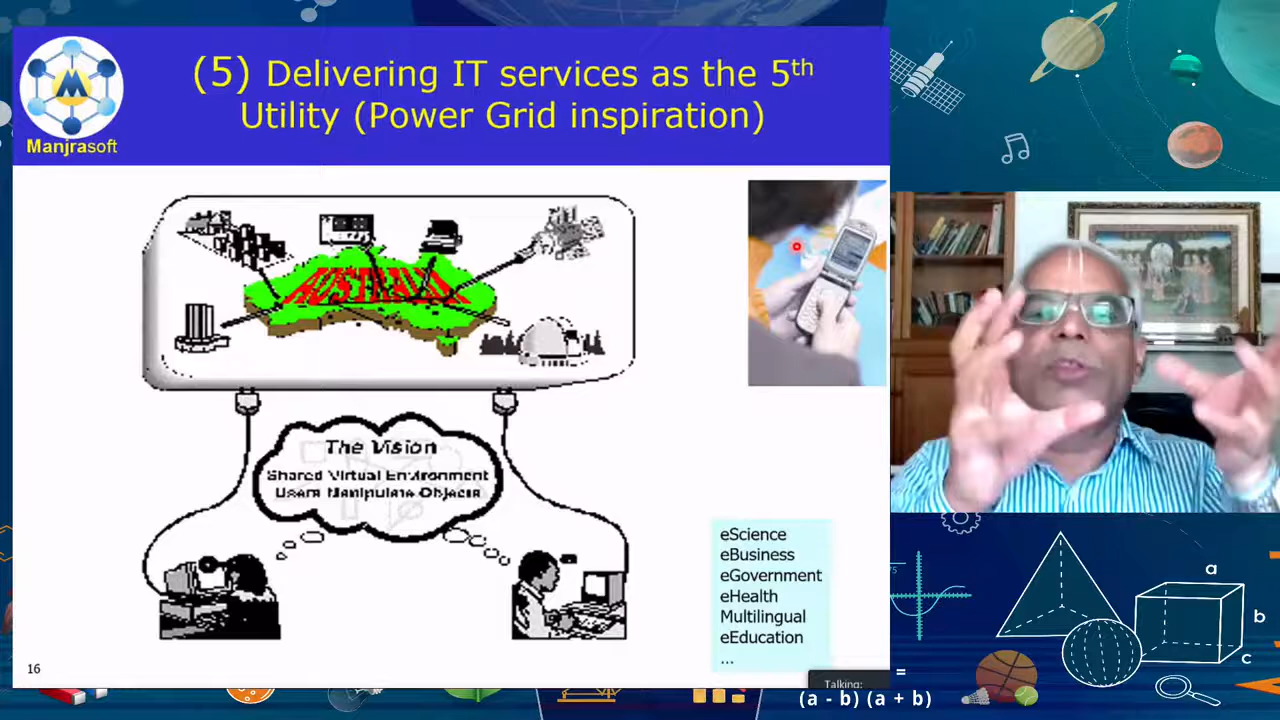 (5) Delivering IT services as the 5th
Utility (Power Grid inspiration)
M
Manjrasoft
AUSTRALIA
The Vision
Shared Virtual Environment
Users Manipulate Objects
eScience
eBusiness
eGovernment
eHealth
Multilingual
eEducation
...
16
Talking:
a
b
c
=
(a - b) (a + b)